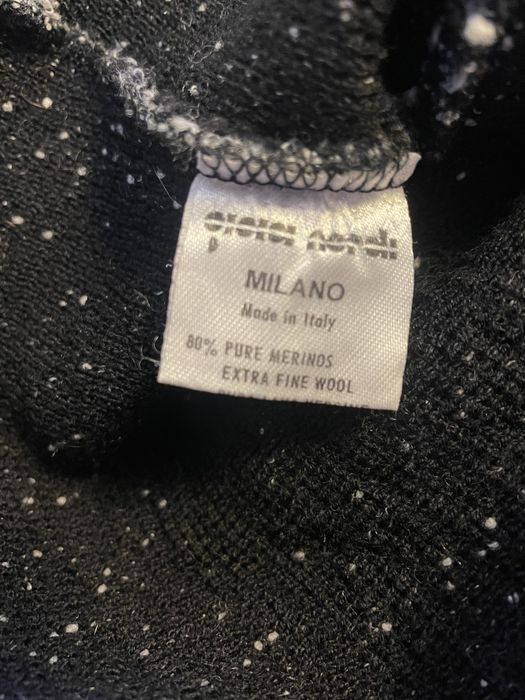 MILANO
Made in Italy
80% PURE MERINOS
EXTRA FINE WOOL